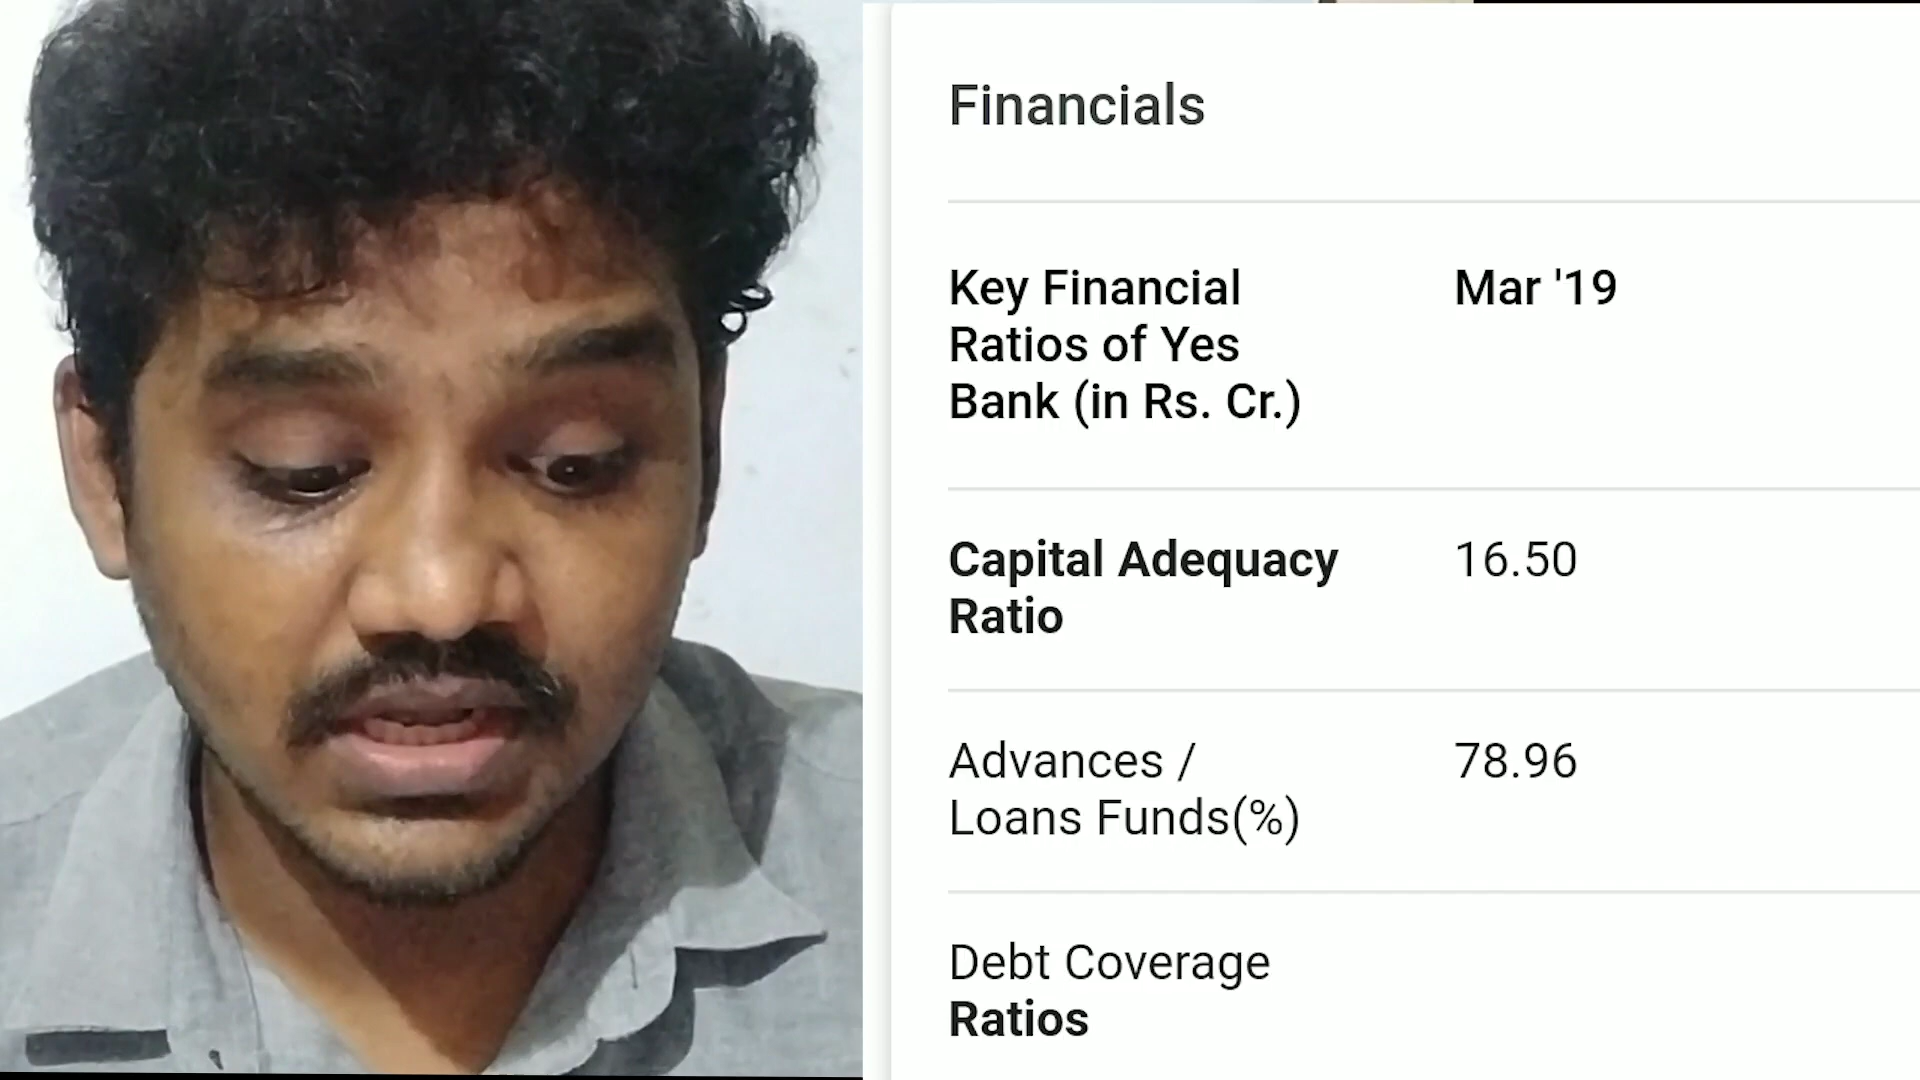 Financials
Key Financial Mar '19
Ratios of Yes
Bank (in Rs. Cr.)
Capital Adequacy 16.50
Ratio
Advances / 78.96
Loans Funds(%)
Debt Coverage
Ratios